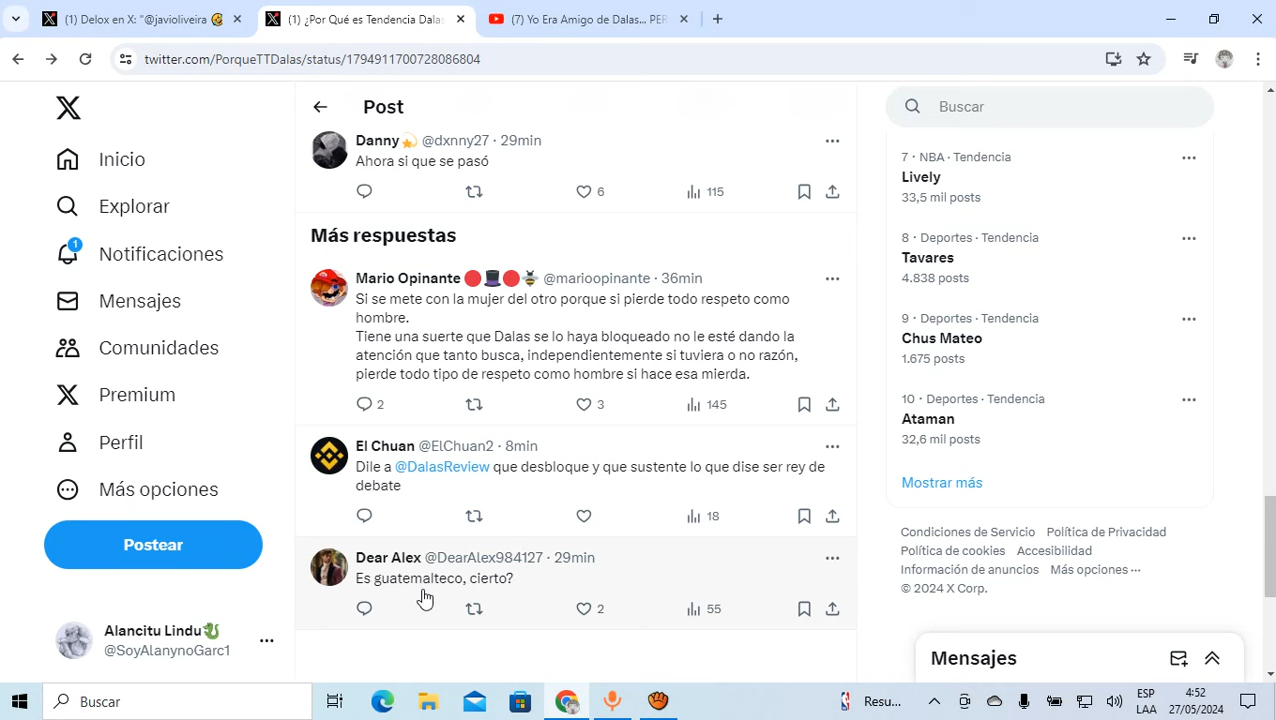 (1) Delox en X: "@javioliveira
(1) ¿Por Qué es Tendencia Dalas
(7) Yo Era Amigo de Dalas... PER
twitter.com/PorqueTTDalas/status/1794911700728086804
Inicio
Explorar
1
Notificaciones
Mensajes
Comunidades
Premium
Perfil
Más opciones
Postear
Alancitu Lindu
@SoyAlanynoGarc1
Post
Danny @dxnny27 · 29min
Ahora si que se pasó
6 115
Más respuestas
Mario Opinante @marioopinante · 36min
Si se mete con la mujer del otro porque si pierde todo respeto como
hombre.
Tiene una suerte que Dalas se lo haya bloqueado no le esté dando la
atención que tanto busca, independientemente si tuviera o no razón,
pierde todo tipo de respeto como hombre si hace esa mierda.
2 3 145
El Chuan @ElChuan2 · 8min
Dile a @DalasReview que desbloque y que sustente lo que dise ser rey de
debate
18
Dear Alex @DearAlex984127 · 29min
Es guatemalteco, cierto?
2 55
Buscar
7 · NBA · Tendencia
Lively
33,5 mil posts
8 · Deportes · Tendencia
Tavares
4.838 posts
9 · Deportes · Tendencia
Chus Mateo
1.675 posts
10 · Deportes · Tendencia
Ataman
32,6 mil posts
Mostrar más
Condiciones de Servicio Política de Privacidad
Política de cookies Accesibilidad
Información de anuncios Más opciones ···
© 2024 X Corp.
Mensajes
Buscar
Resu...
ESP
LAA
4:52
27/05/2024